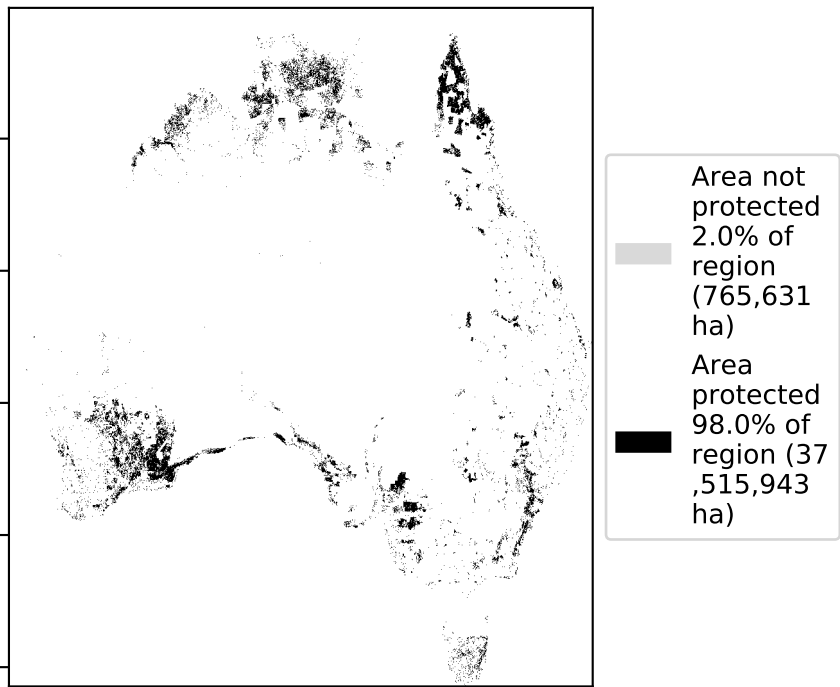 Area not
protected
2.0% of
region
(765,631
ha)
Area
protected
98.0% of
region (37
,515,943
ha)